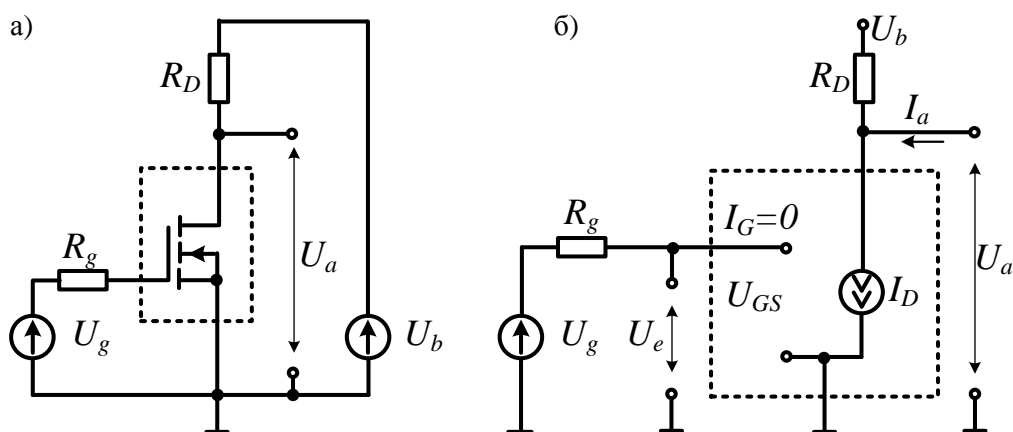 а)
R_D
R_g
U_g
U_a
U_b
б)
U_b
R_D
I_a
R_g
I_G=0
U_g
U_e
U_GS
I_D
U_a